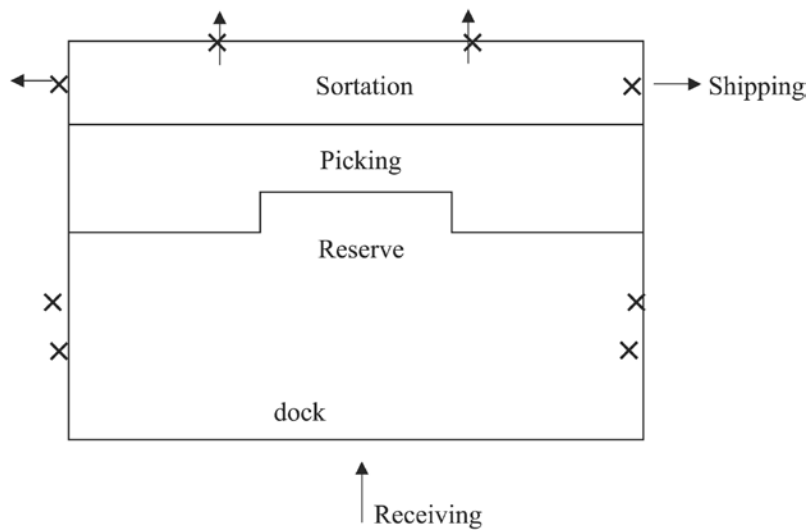 Sortation
Shipping
Picking
Reserve
dock
Receiving